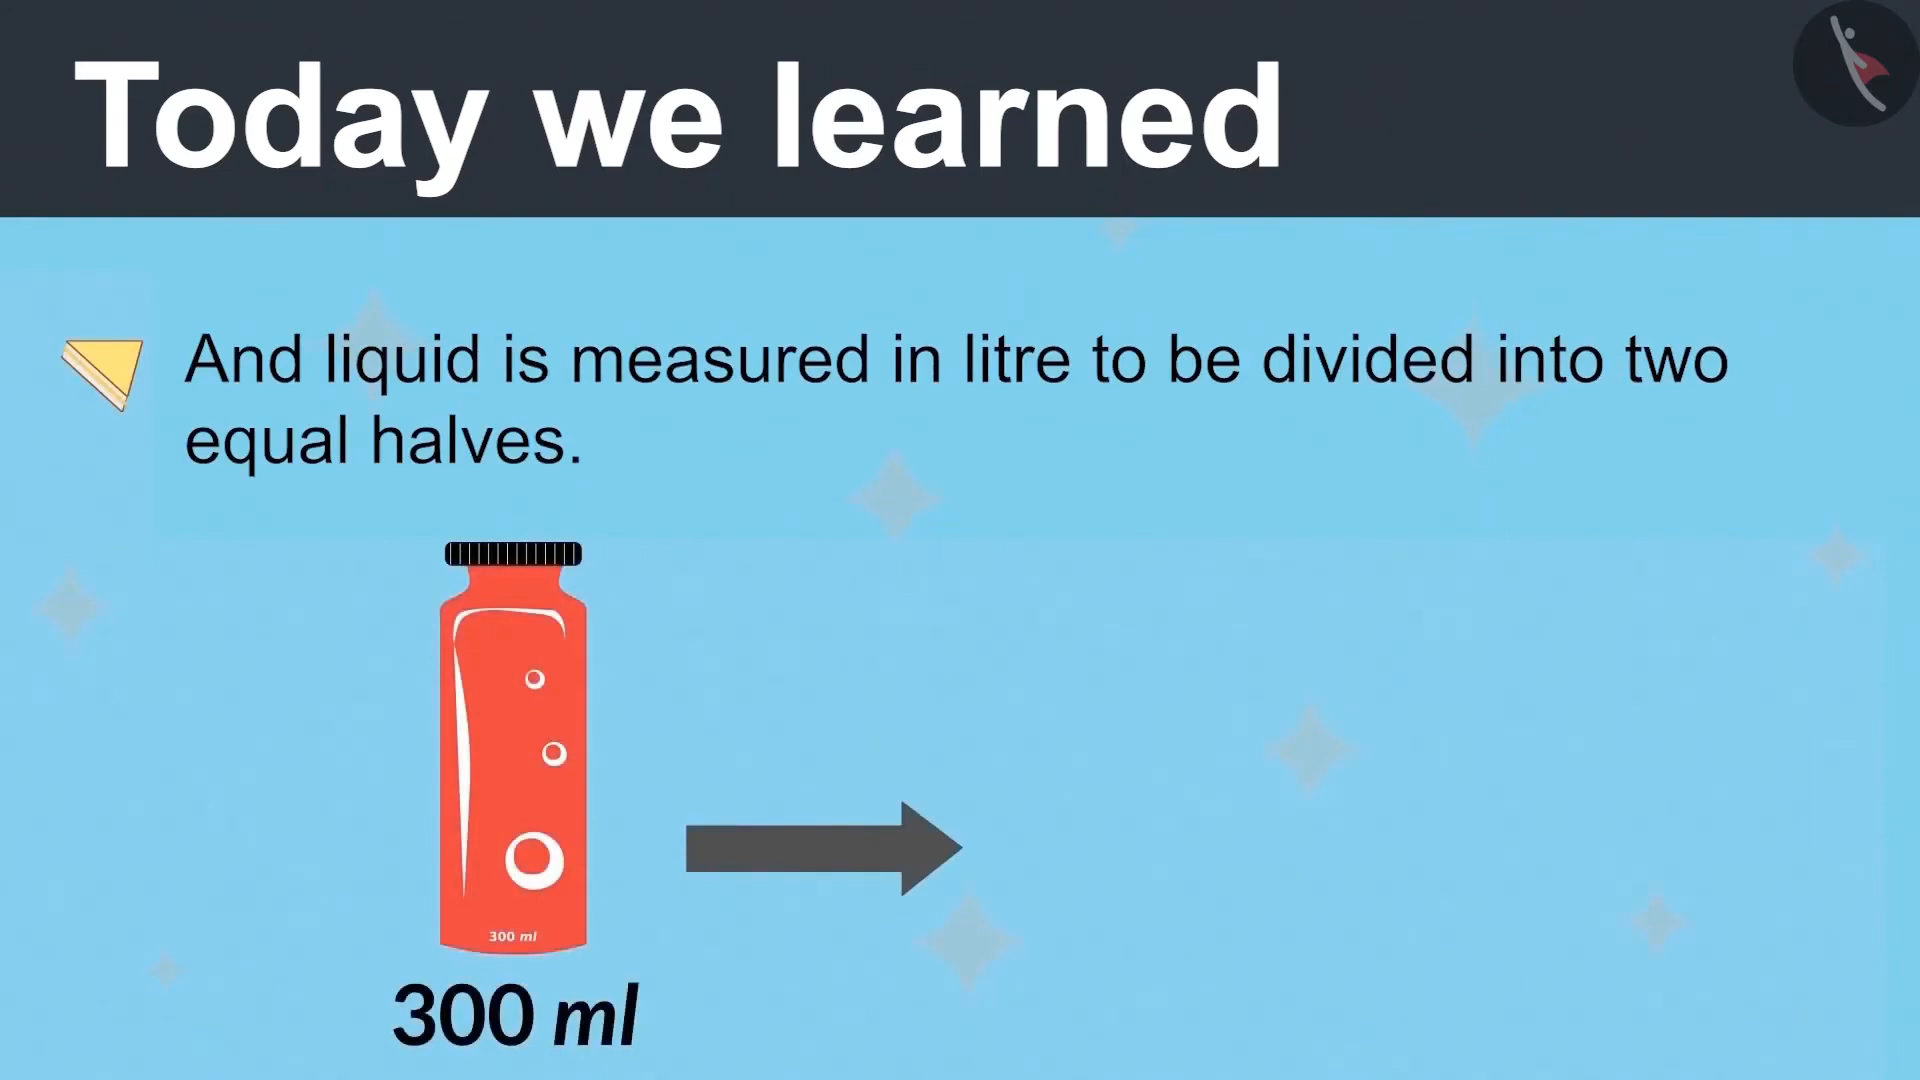 Today we learned
And liquid is measured in litre to be divided into two
equal halves.
300 ml
300 ml